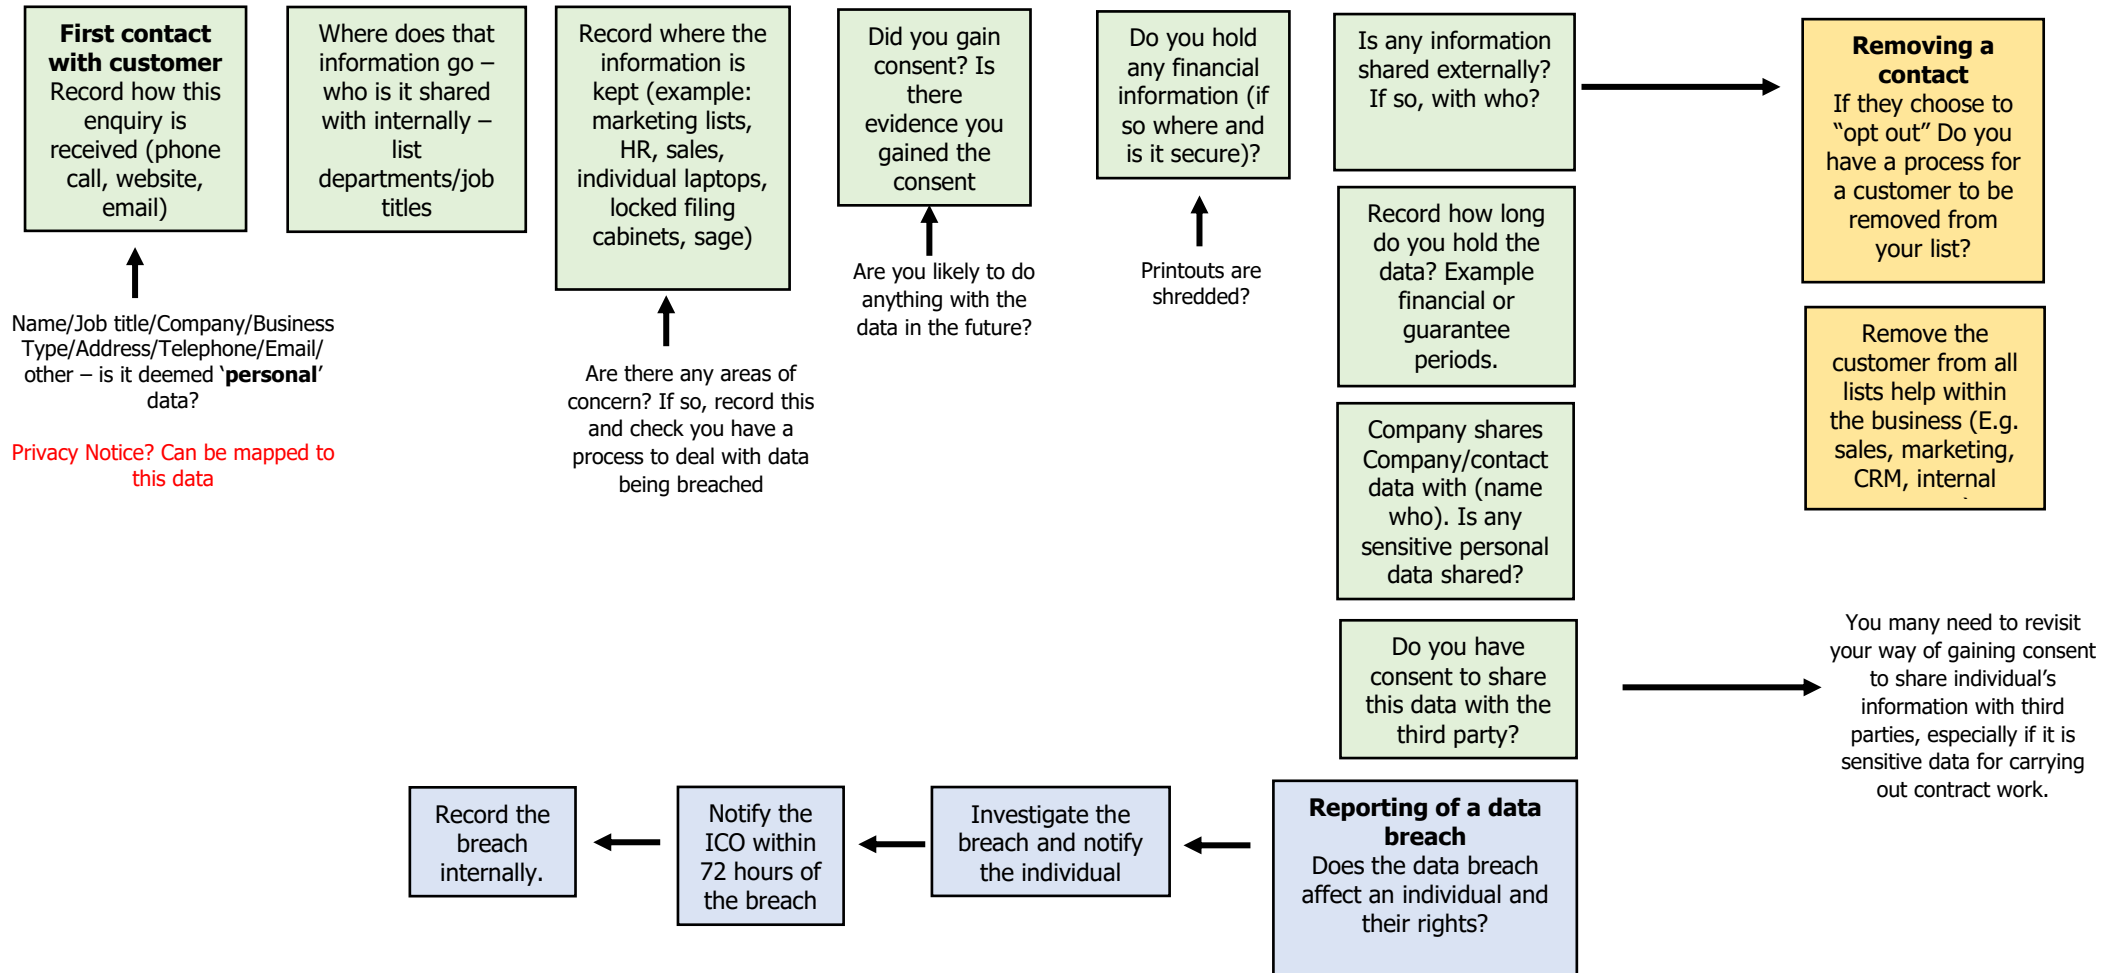 First contact
with customer
Record how this
enquiry is
received (phone
call, website,
email)
Where does that
information go –
who is it shared
with internally –
list
departments/job
titles
Record where the
information is
kept (example:
marketing lists,
HR, sales,
individual laptops,
locked filing
cabinets, sage)
Did you gain
consent? Is
there
evidence you
gained the
consent
Do you hold
any financial
information (if
so where and
is it secure)?
Is any information
shared externally?
If so, with who?
Removing a
contact
If they choose to
“opt out” Do you
have a process for
a customer to be
removed from
your list?
Name/Job title/Company/Business
Type/Address/Telephone/Email/
other – is it deemed ‘personal’
data?
Privacy Notice? Can be mapped to
this data
Are there any areas of
concern? If so, record this
and check you have a
process to deal with data
being breached
Are you likely to do
anything with the
data in the future?
Printouts are
shredded?
Record how long
do you hold the
data? Example
financial or
guarantee
periods.
Remove the
customer from all
lists help within
the business (E.g.
sales, marketing,
CRM, internal
Company shares
Company/contact
data with (name
who). Is any
sensitive personal
data shared?
Do you have
consent to share
this data with the
third party?
You many need to revisit
your way of gaining consent
to share individual’s
information with third
parties, especially if it is
sensitive data for carrying
out contract work.
Reporting of a data
breach
Does the data breach
affect an individual and
their rights?
Investigate the
breach and notify
the individual
Notify the
ICO within
72 hours of
the breach
Record the
breach
internally.